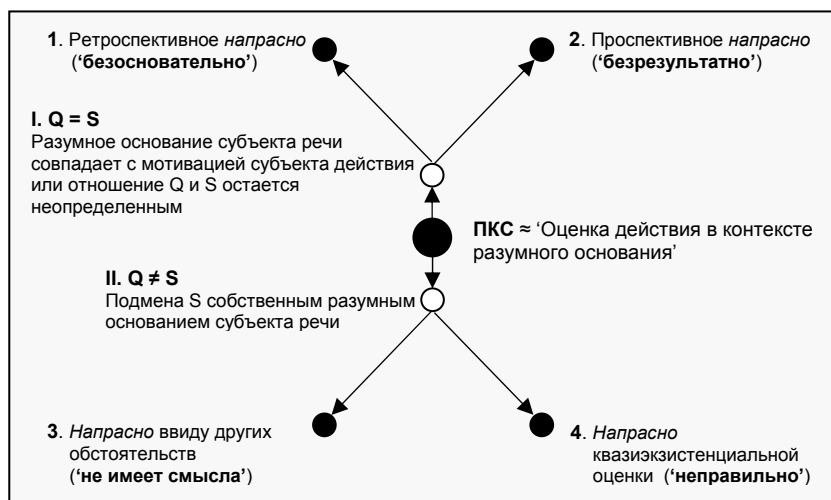 1. Ретроспективное напрасно
(‘безосновательно’)
2. Проспективное напрасно
(‘безрезультатно’)
I. Q = S
Разумное основание субъекта речи
совпадает с мотивацией субъекта действия
или отношение Q и S остается
неопределенным
ПКС ≈ ‘Оценка действия в контексте
разумного основания’
II. Q ≠ S
Подмена S собственным разумным
основанием субъекта речи
3. Напрасно ввиду других
обстоятельств
(‘не имеет смысла’)
4. Напрасно
квазиэкзистенциальной
оценки (‘неправильно’)